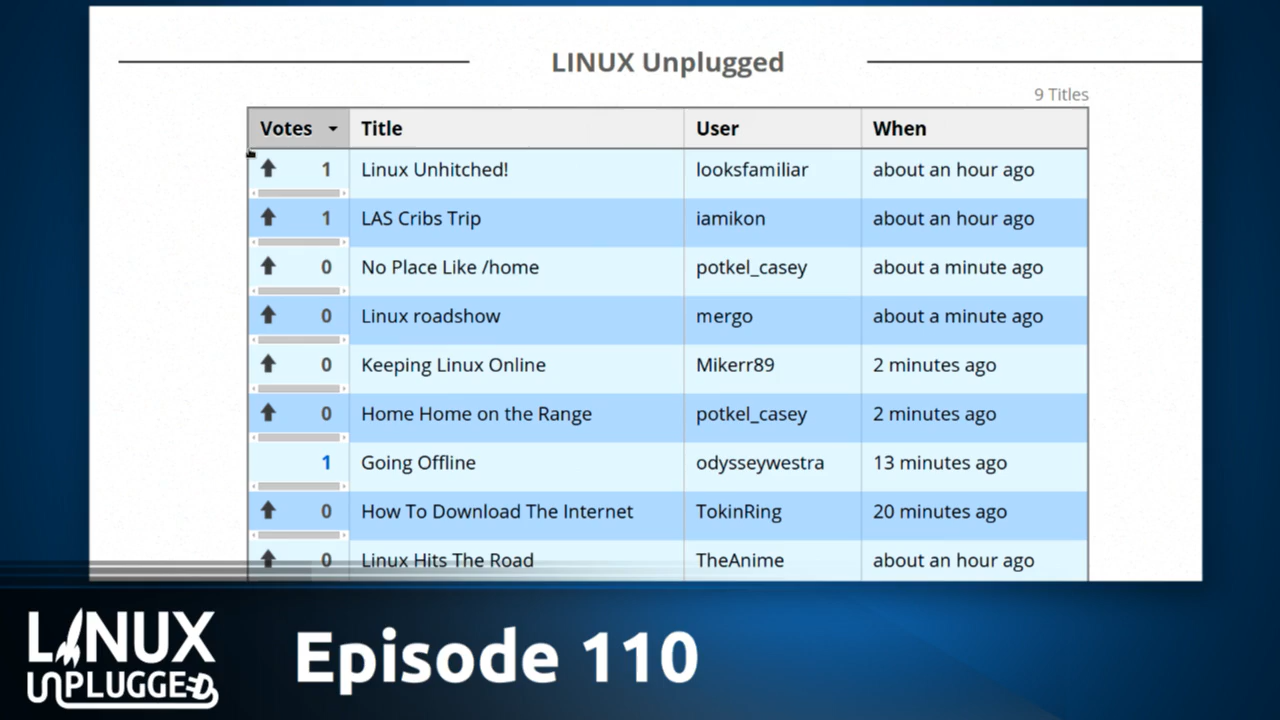 LINUX Unplugged
9 Titles
Votes Title User When
1 Linux Unhitched! looksfamiliar about an hour ago
1 LAS Cribs Trip iamikon about an hour ago
0 No Place Like /home potkel_casey about a minute ago
0 Linux roadshow mergo about a minute ago
0 Keeping Linux Online Mikerr89 2 minutes ago
0 Home Home on the Range potkel_casey 2 minutes ago
1 Going Offline odysseywestra 13 minutes ago
0 How To Download The Internet TokinRing 20 minutes ago
0 Linux Hits The Road TheAnime about an hour ago
LINUX
UNPLUGGED
Episode 110